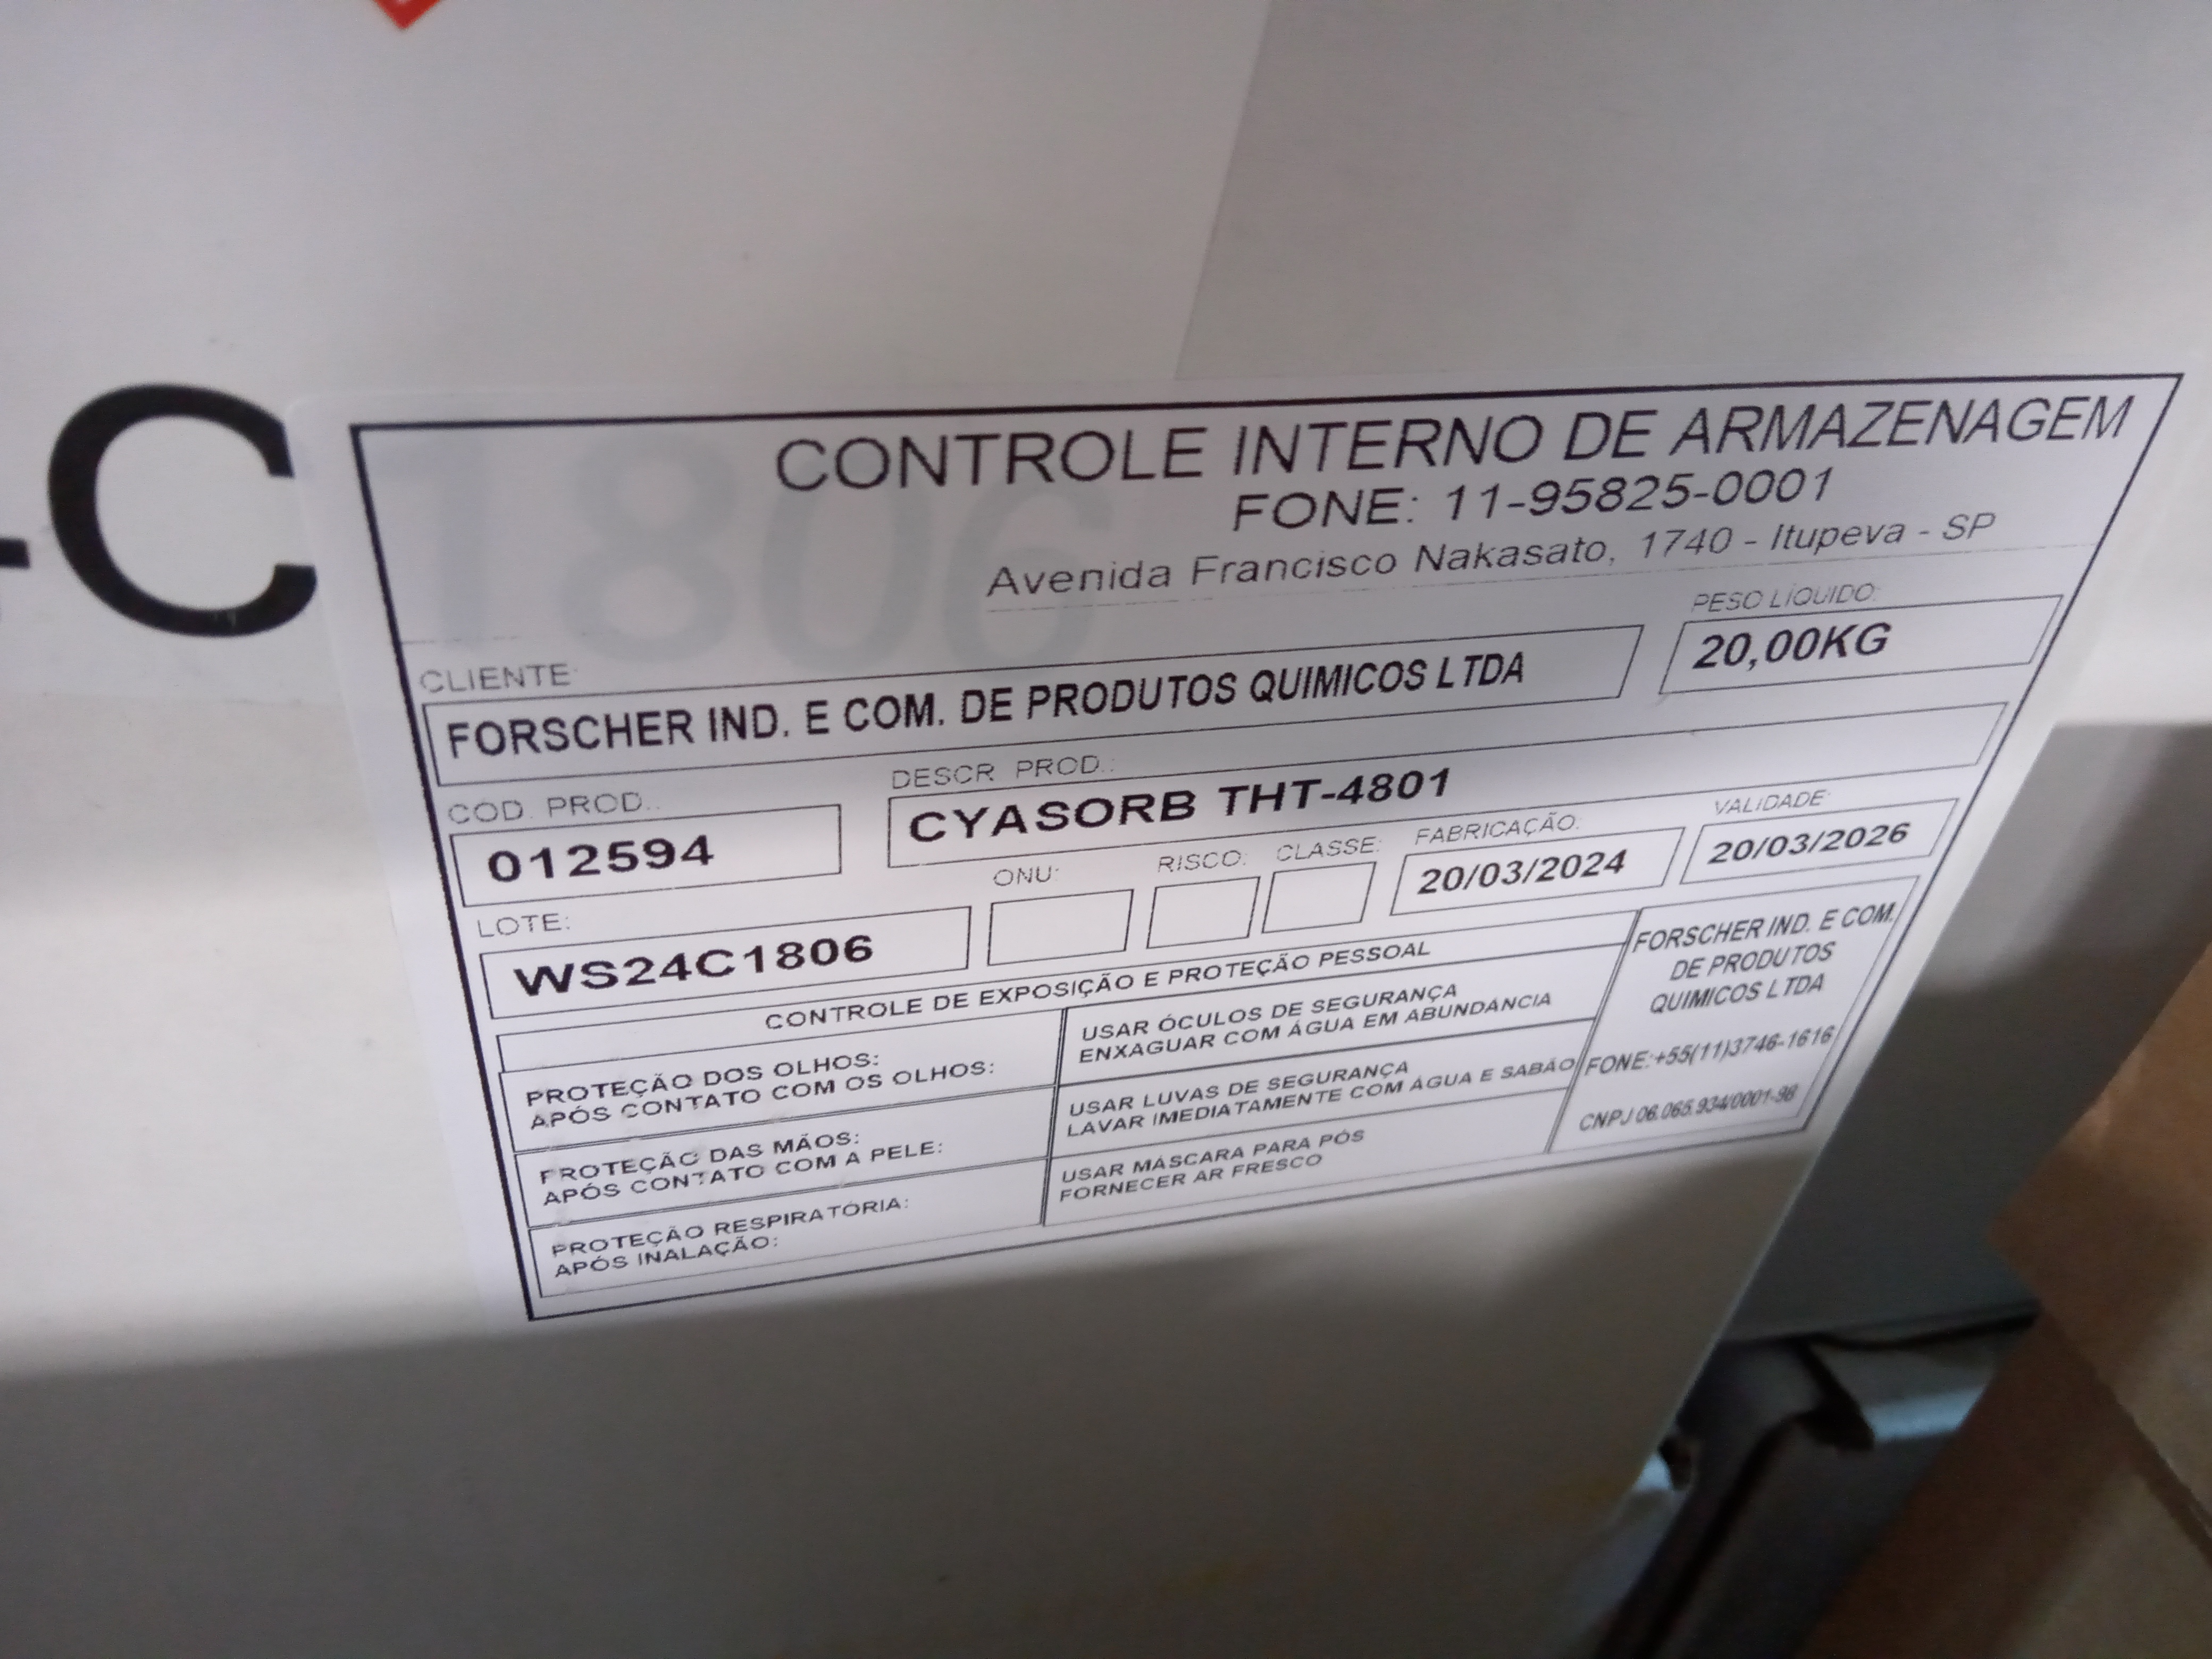 -C1806
CONTROLE INTERNO DE ARMAZENAGEM
FONE: 11-95825-0001
Avenida Francisco Nakasato, 1740 - Itupeva - SP
CLIENTE:
PESO LÍQUIDO:
FORSCHER IND. E COM. DE PRODUTOS QUIMICOS LTDA
20,00KG
COD. PROD.:
DESCR. PROD.:
012594
CYASORB THT-4801
LOTE:
ONU:
RISCO:
CLASSE:
FABRICAÇÃO:
VALIDADE:
WS24C1806
20/03/2024
20/03/2026
CONTROLE DE EXPOSIÇÃO E PROTEÇÃO PESSOAL
PROTEÇÃO DOS OLHOS:
APÓS CONTATO COM OS OLHOS:
USAR ÓCULOS DE SEGURANÇA
ENXAGUAR COM ÁGUA EM ABUNDÁNCIA
PROTEÇÃO DAS MÃOS:
APÓS CONTATO COM A PELE:
USAR LUVAS DE SEGURANÇA
LAVAR IMEDIATAMENTE COM ÁGUA E SABÃO
PROTEÇÃO RESPIRATÓRIA:
APÓS INALAÇÃO:
USAR MÁSCARA PARA PÓS
FORNECER AR FRESCO
FORSCHER IND. E COM.
DE PRODUTOS
QUIMICOS LTDA
FONE:+55(11)3746-1616
CNPJ 06.065.934/0001-98